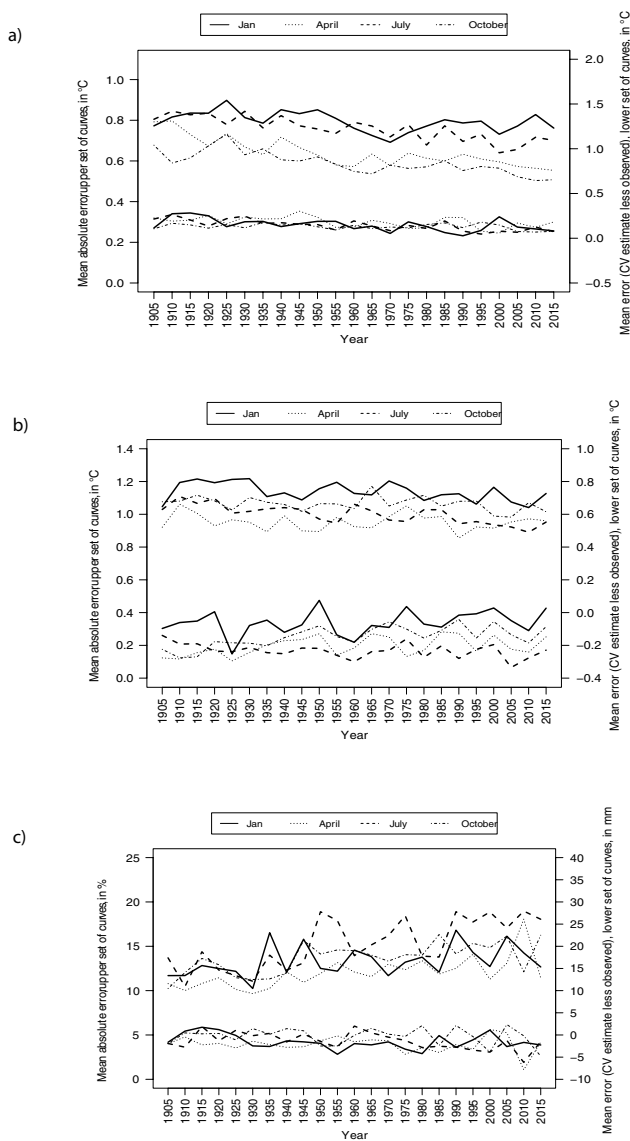 a)
Jan April July October
Mean absolute error, upper set of curves, in °C
1.0
0.8
0.6
0.4
0.2
0.0
2.0
1.5
1.0
0.5
0.0
−0.5
Mean error (CV estimate less observed), lower set of curves, in °C
1905 1910 1915 1920 1925 1930 1935 1940 1945 1950 1955 1960 1965 1970 1975 1980 1985 1990 1995 2000 2005 2010 2015
Year
b)
Jan April July October
Mean absolute error, upper set of curves, in °C
1.4
1.2
1.0
0.8
0.6
0.4
0.2
0.0
1.0
0.8
0.6
0.4
0.2
0.0
−0.2
−0.4
Mean error (CV estimate less observed), lower set of curves, in °C
1905 1910 1915 1920 1925 1930 1935 1940 1945 1950 1955 1960 1965 1970 1975 1980 1985 1990 1995 2000 2005 2010 2015
Year
c)
Jan April July October
Mean absolute error, upper set of curves, in %
25
20
15
10
5
0
40
35
30
25
20
15
10
5
0
−5
−10
Mean error (CV estimate less observed), lower set of curves, in mm
1905 1910 1915 1920 1925 1930 1935 1940 1945 1950 1955 1960 1965 1970 1975 1980 1985 1990 1995 2000 2005 2010 2015
Year